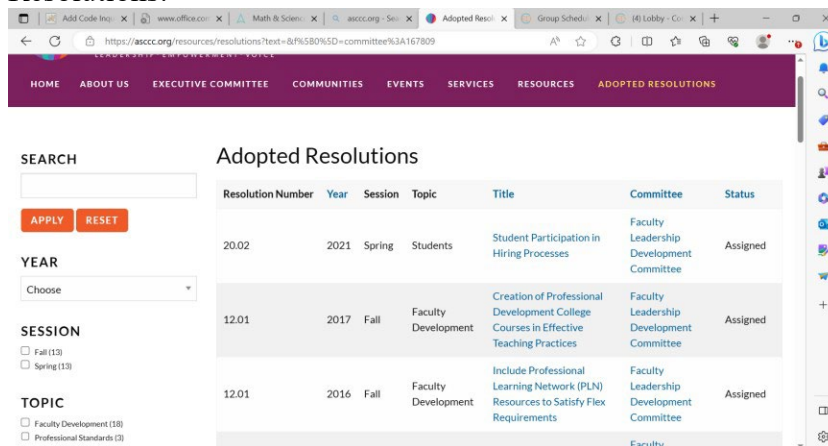 Add Code Inq
www.office.con
Math & Scienc
asccc.org - Sea
Adopted Resol
Group Schedul
(4) Lobby - Co
https://asccc.org/resources/resolutions?text=&f%5B0%5D=committee%3A167809
LEADERSHIP EMPOWERMENT VOICE
HOME ABOUT US EXECUTIVE COMMITTEE COMMUNITIES EVENTS SERVICES RESOURCES ADOPTED RESOLUTIONS
SEARCH
APPLY RESET
YEAR
Choose
SESSION
Fall (13)
Spring (13)
TOPIC
Faculty Development (18)
Professional Standards (3)
Adopted Resolutions
Resolution Number Year Session Topic Title Committee Status
20.02 2021 Spring Students
Student Participation in
Hiring Processes
Faculty
Leadership
Development
Committee
Assigned
12.01 2017 Fall
Faculty
Development
Creation of Professional
Development College
Courses in Effective
Teaching Practices
Faculty
Leadership
Development
Committee
Assigned
12.01 2016 Fall
Faculty
Development
Include Professional
Learning Network (PLN)
Resources to Satisfy Flex
Requirements
Faculty
Leadership
Development
Committee
Assigned
Faculty